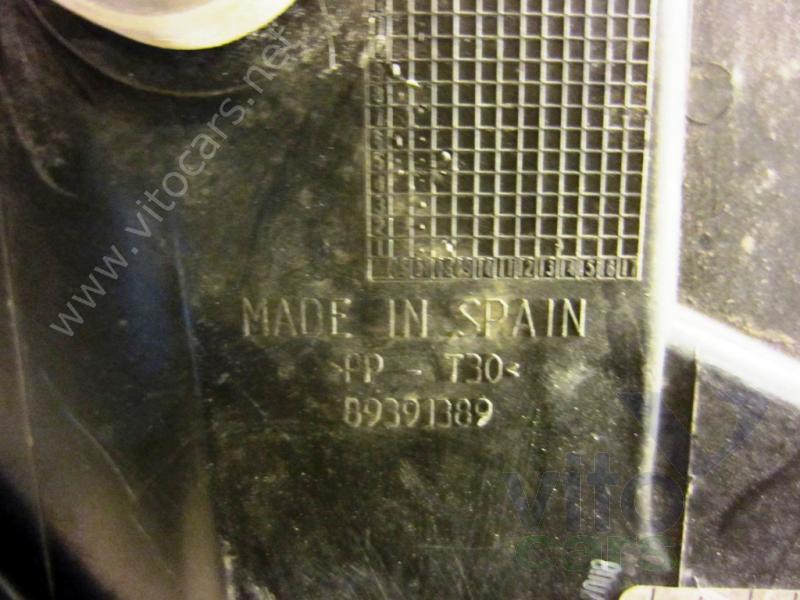 www.vitocars.net
MADE IN SPAIN
>PP - T30<
89391389
vito
cars